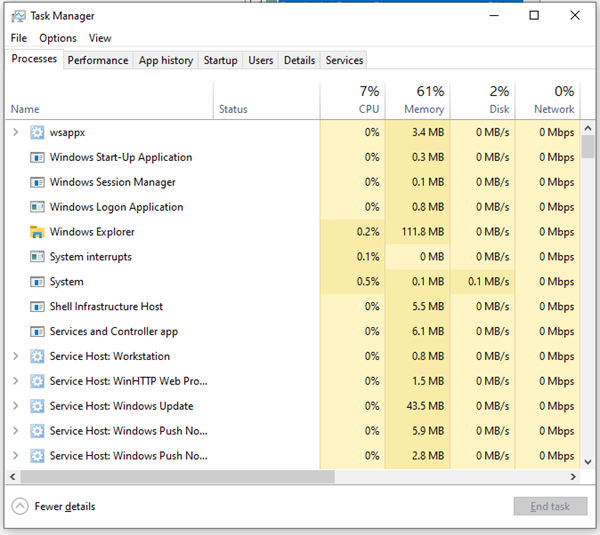 Task Manager
File Options View
Processes Performance App history Startup Users Details Services
7% 61% 2% 0%
Name Status CPU Memory Disk Network
wsappx 0% 3.4 MB 0 MB/s 0 Mbps
Windows Start-Up Application 0% 0.3 MB 0 MB/s 0 Mbps
Windows Session Manager 0% 0.1 MB 0 MB/s 0 Mbps
Windows Logon Application 0% 0.8 MB 0 MB/s 0 Mbps
Windows Explorer 0.2% 111.8 MB 0 MB/s 0 Mbps
System interrupts 0.1% 0 MB 0 MB/s 0 Mbps
System 0.5% 0.1 MB 0.1 MB/s 0 Mbps
Shell Infrastructure Host 0% 5.5 MB 0 MB/s 0 Mbps
Services and Controller app 0% 6.1 MB 0 MB/s 0 Mbps
Service Host: Workstation 0% 0.8 MB 0 MB/s 0 Mbps
Service Host: WinHTTP Web Pro... 0% 1.5 MB 0 MB/s 0 Mbps
Service Host: Windows Update 0% 43.5 MB 0 MB/s 0 Mbps
Service Host: Windows Push No... 0% 5.9 MB 0 MB/s 0 Mbps
Service Host: Windows Push No... 0% 2.8 MB 0 MB/s 0 Mbps
Fewer details End task